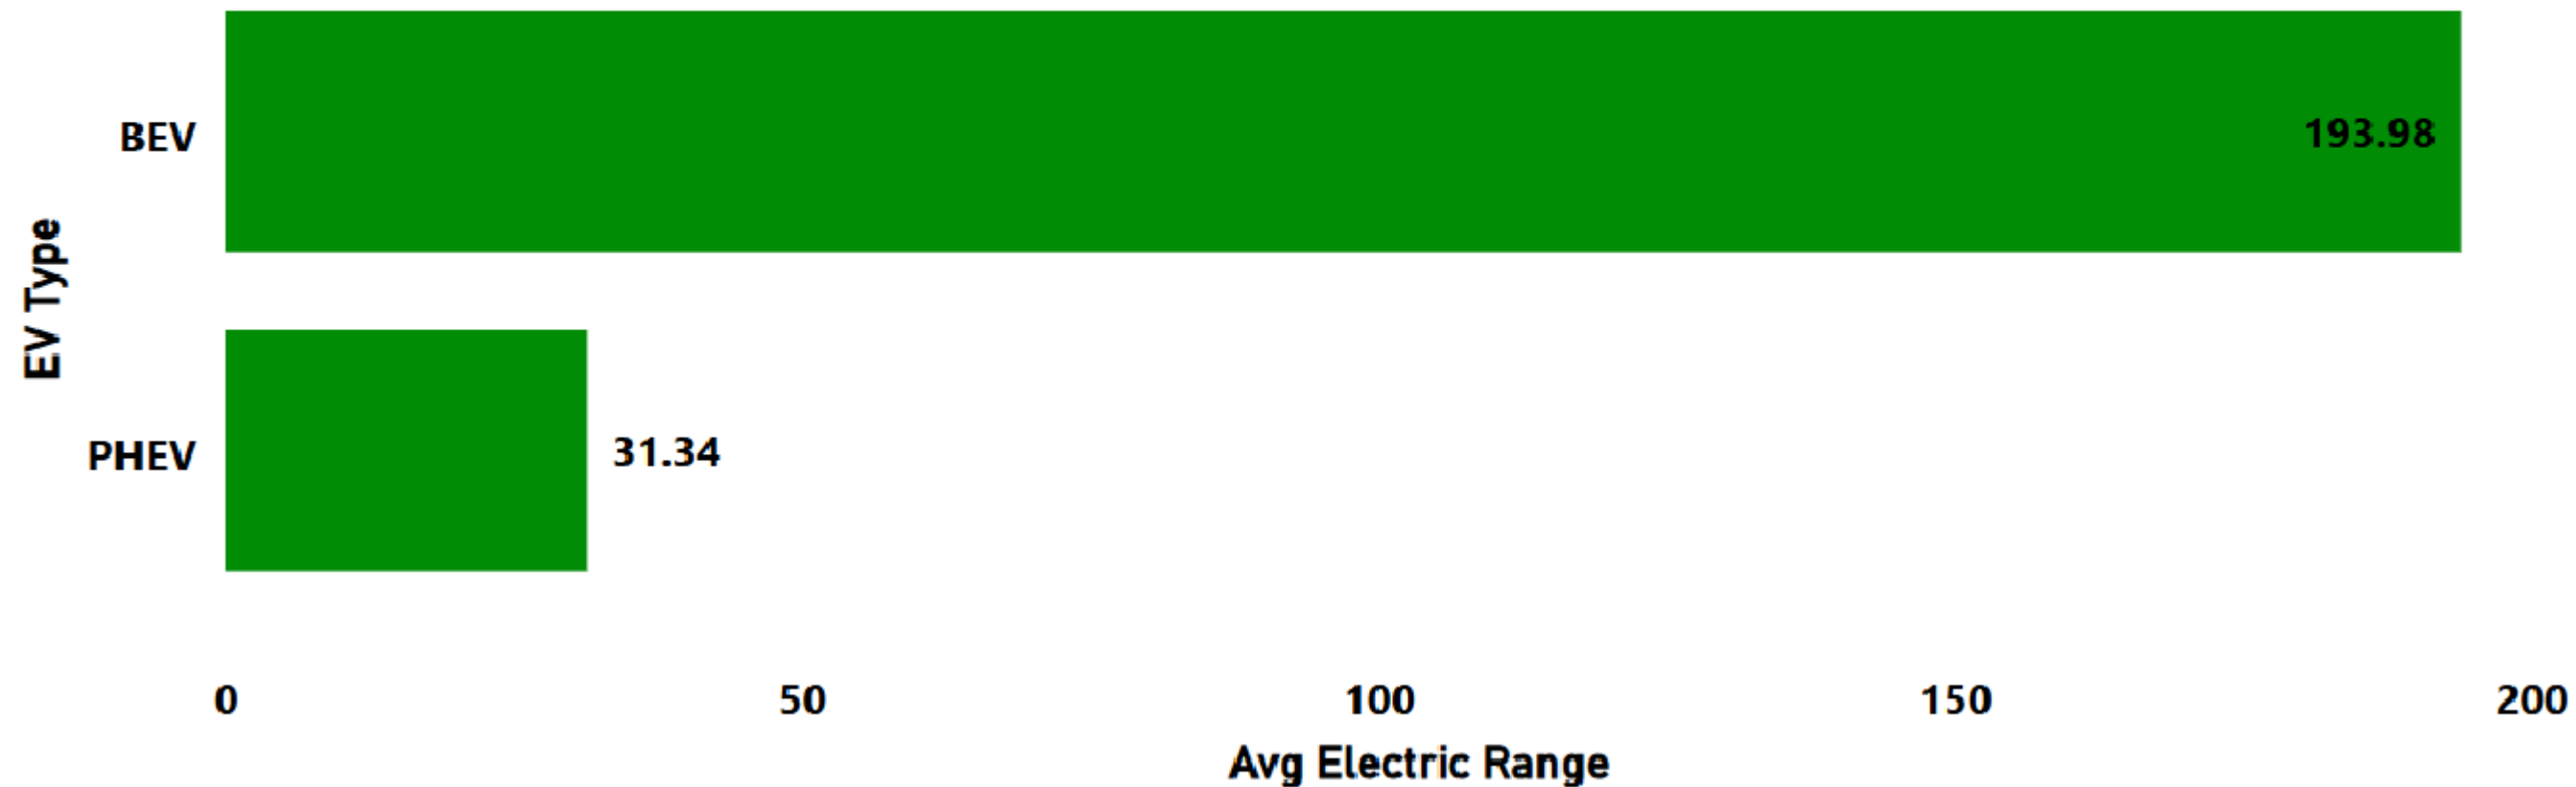 EV Type
BEV
193.98
PHEV
31.34
0 50 100 150 200
Avg Electric Range